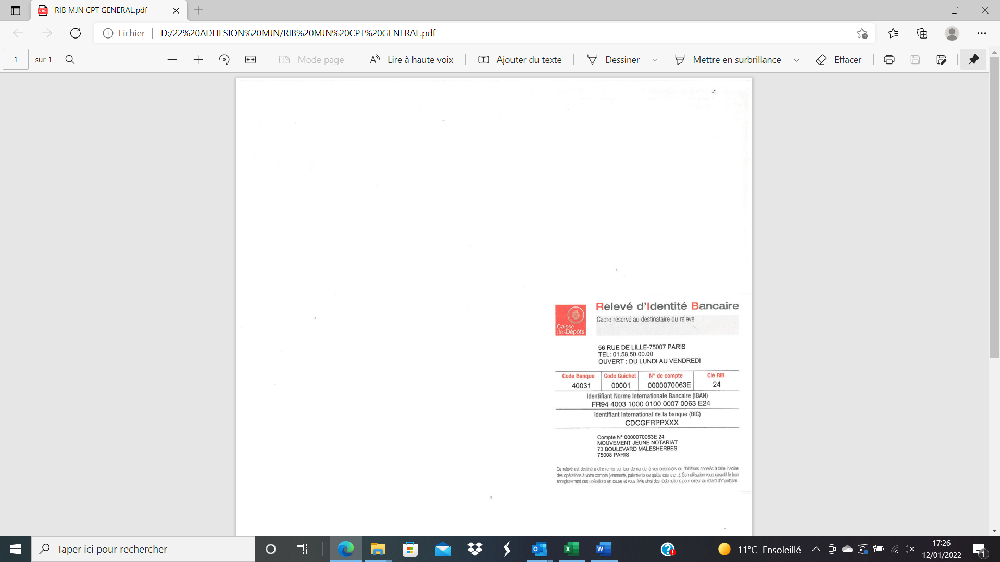 RIB MJN CPT GENERAL.pdf
Fichier
D:/22%20ADHESION%20MJN/RIB%20MJN%20CPT%20GENERAL.pdf
1 sur 1
Mode page
Lire à haute voix
Ajouter du texte
Dessiner
Mettre en surbrillance
Effacer
Relevé d'Identité Bancaire
Cadre réservé au destinataire du relevé
Caisse
desDépôts
56 RUE DE LILLE-75007 PARIS
TEL: 01.58.50.00.00
OUVERT : DU LUNDI AU VENDREDI
Code Banque Code Guichet N° de compte Clé RIB
40031 00001 0000070063E 24
Identifiant Norme Internationale Bancaire (IBAN)
FR94 4003 1000 0100 0007 0063 E24
Identifiant International de la banque (BIC)
CDCGFRPPXXX
Compte N° 0000070063E 24
MOUVEMENT JEUNE NOTARIAT
73 BOULEVARD MALESHERBES
75008 PARIS
Ce relevé est destiné à être remis, sur leur demande, à vos créanciers ou débiteurs appelés à faire inscrire
des opérations à votre compte (virements, paiements de quittances, etc...). Son utilisation vous garantit le bon
enregistrement des opérations en cause et vous évite ainsi des réclamations pour erreur ou retard d'imputation.
Taper ici pour rechercher
11°C Ensoleillé
17:26
12/01/2022
1